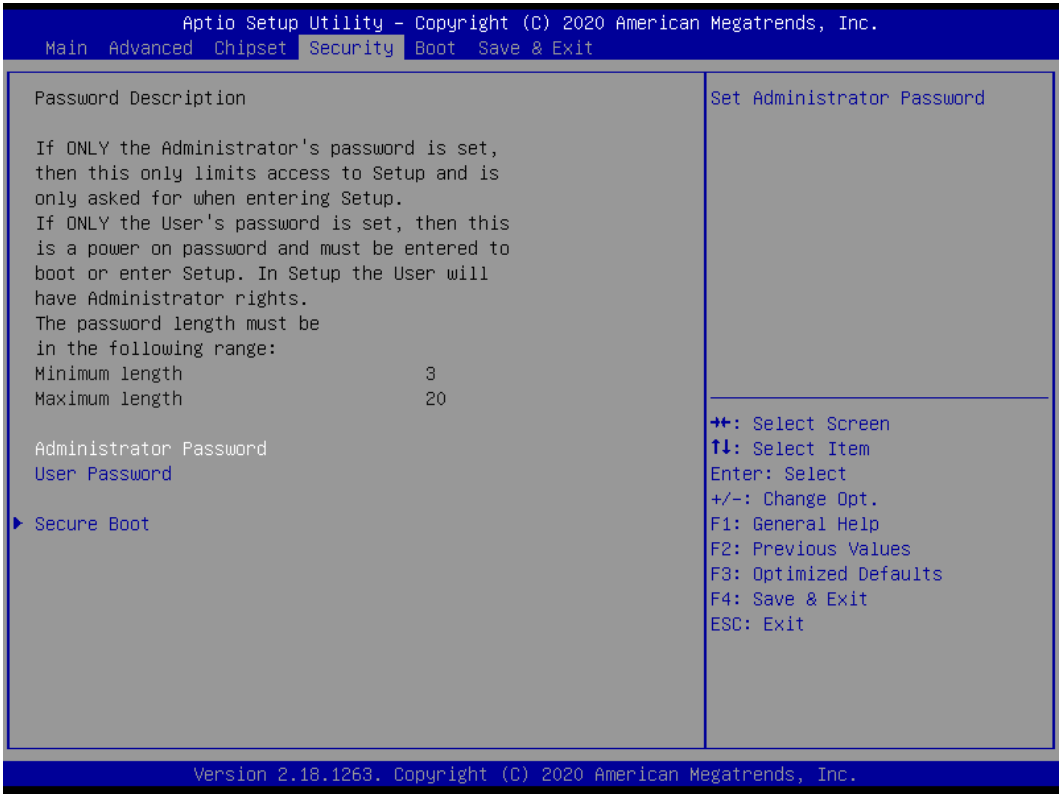 Aptio Setup Utility – Copyright (C) 2020 American Megatrends, Inc.
Main Advanced Chipset Security Boot Save & Exit
Password Description
If ONLY the Administrator's password is set,
then this only limits access to Setup and is
only asked for when entering Setup.
If ONLY the User's password is set, then this
is a power on password and must be entered to
boot or enter Setup. In Setup the User will
have Administrator rights.
The password length must be
in the following range:
Minimum length 3
Maximum length 20
Administrator Password
User Password
Secure Boot
Set Administrator Password
→←: Select Screen
↑↓: Select Item
Enter: Select
+/-: Change Opt.
F1: General Help
F2: Previous Values
F3: Optimized Defaults
F4: Save & Exit
ESC: Exit
Version 2.18.1263. Copyright (C) 2020 American Megatrends, Inc.